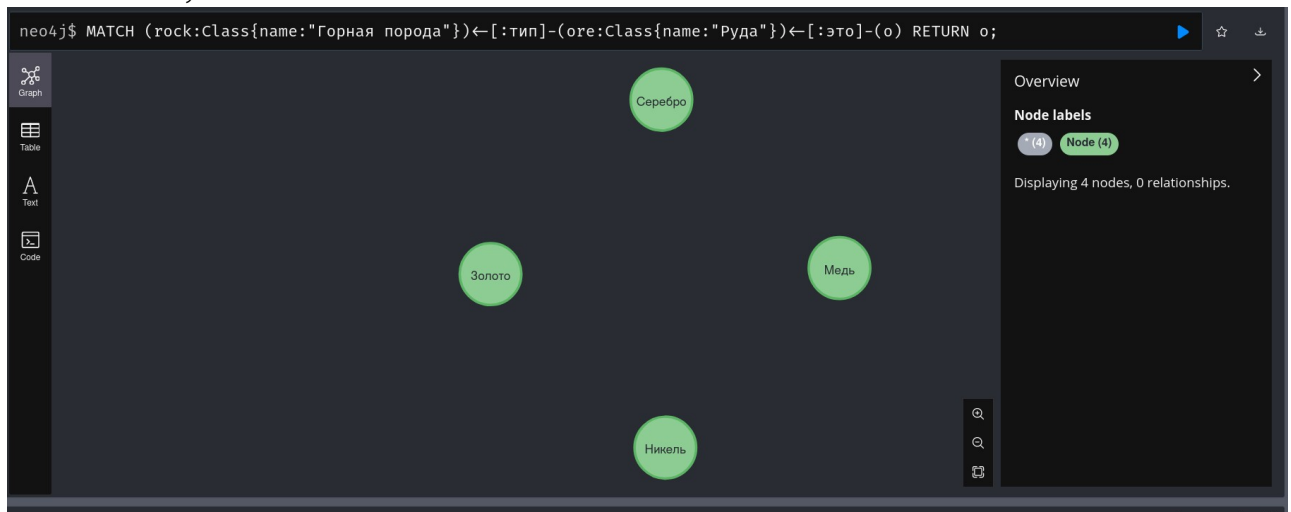 neo4j$ MATCH (rock:Class{name:"Горная порода"})←[:тип]-(ore:Class{name:"Руда"})←[:это]-(o) RETURN o;
Graph
Table
Text
Code
Серебро
Золото
Медь
Никель
Overview
Node labels
* (4) Node (4)
Displaying 4 nodes, 0 relationships.